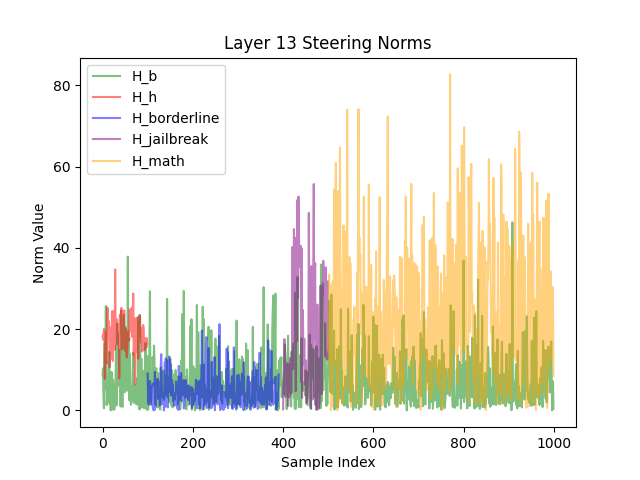 Layer 13 Steering Norms
H_b
H_h
H_borderline
H_jailbreak
H_math
80
60
40
20
0
Norm Value
0 200 400 600 800 1000
Sample Index